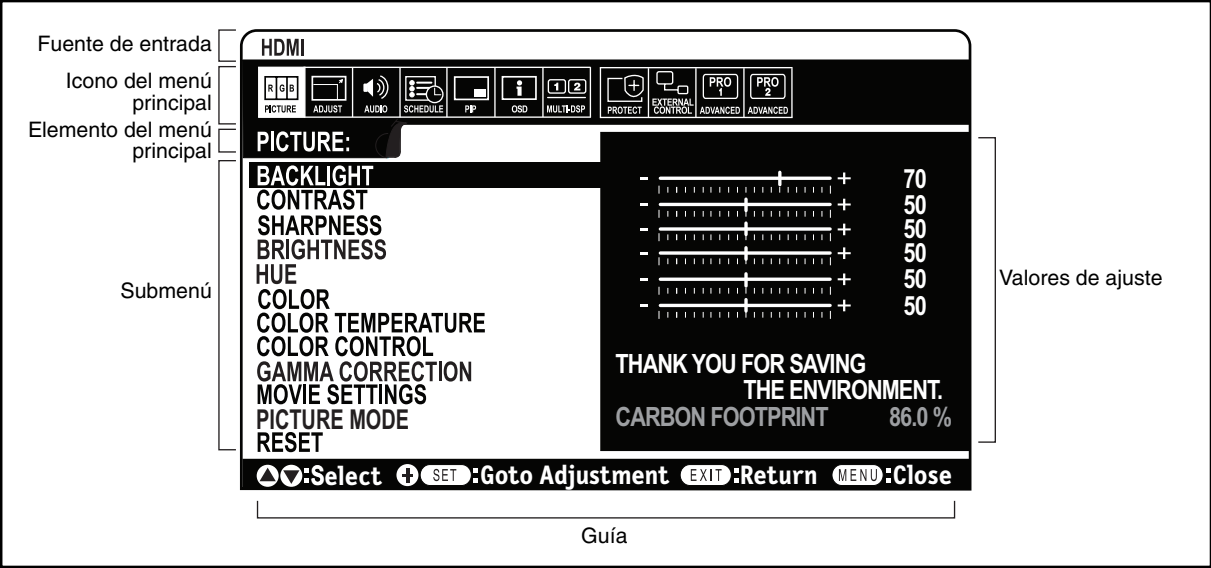 Fuente de entrada
HDMI
Icono del menú
principal
R G B
PICTURE
ADJUST
AUDIO
SCHEDULE
PIP
OSD
1 2
MULTI-DSP
PROTECT
EXTERNAL
CONTROL
PRO
1
ADVANCED
PRO
2
ADVANCED
Elemento del menú
principal
PICTURE:
Submenú
BACKLIGHT - + 70
CONTRAST - + 50
SHARPNESS - + 50
BRIGHTNESS - + 50
HUE - + 50
COLOR - + 50
COLOR TEMPERATURE
COLOR CONTROL
GAMMA CORRECTION
MOVIE SETTINGS
PICTURE MODE
RESET
THANK YOU FOR SAVING
THE ENVIRONMENT.
CARBON FOOTPRINT 86.0 %
Valores de ajuste
:Select + SET :Goto Adjustment EXIT :Return MENU :Close
Guía